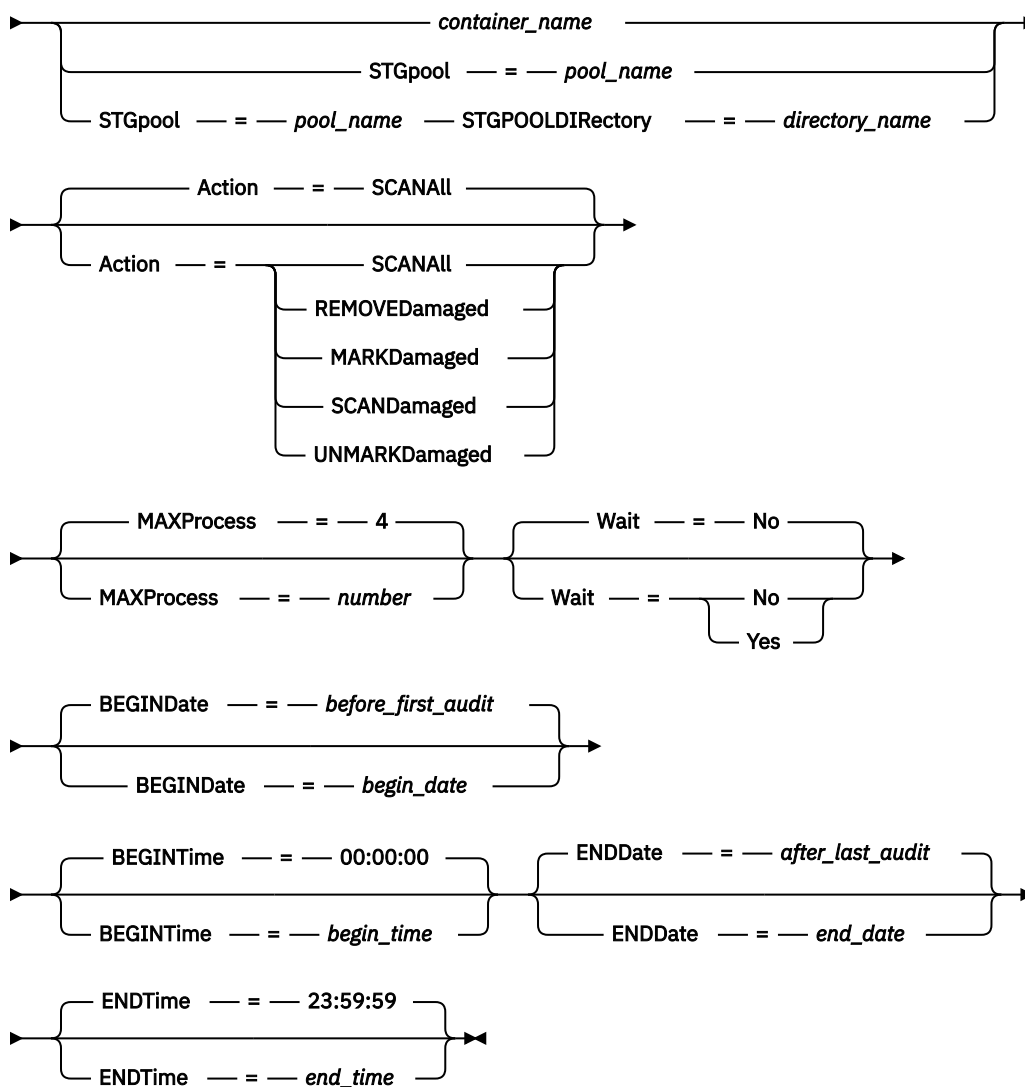 container_name
STGpool = pool_name
STGpool = pool_name STGPOOLDIRectory = directory_name
Action = SCANAll
Action = SCANAll
REMOVEDamaged
MARKDamaged
SCANDamaged
UNMARKDamaged
MAXProcess = 4 Wait = No
MAXProcess = number Wait = No
Yes
BEGINDate = before_first_audit
BEGINDate = begin_date
BEGINTime = 00:00:00 ENDDate = after_last_audit
BEGINTime = begin_time ENDDate = end_date
ENDTime = 23:59:59
ENDTime = end_time